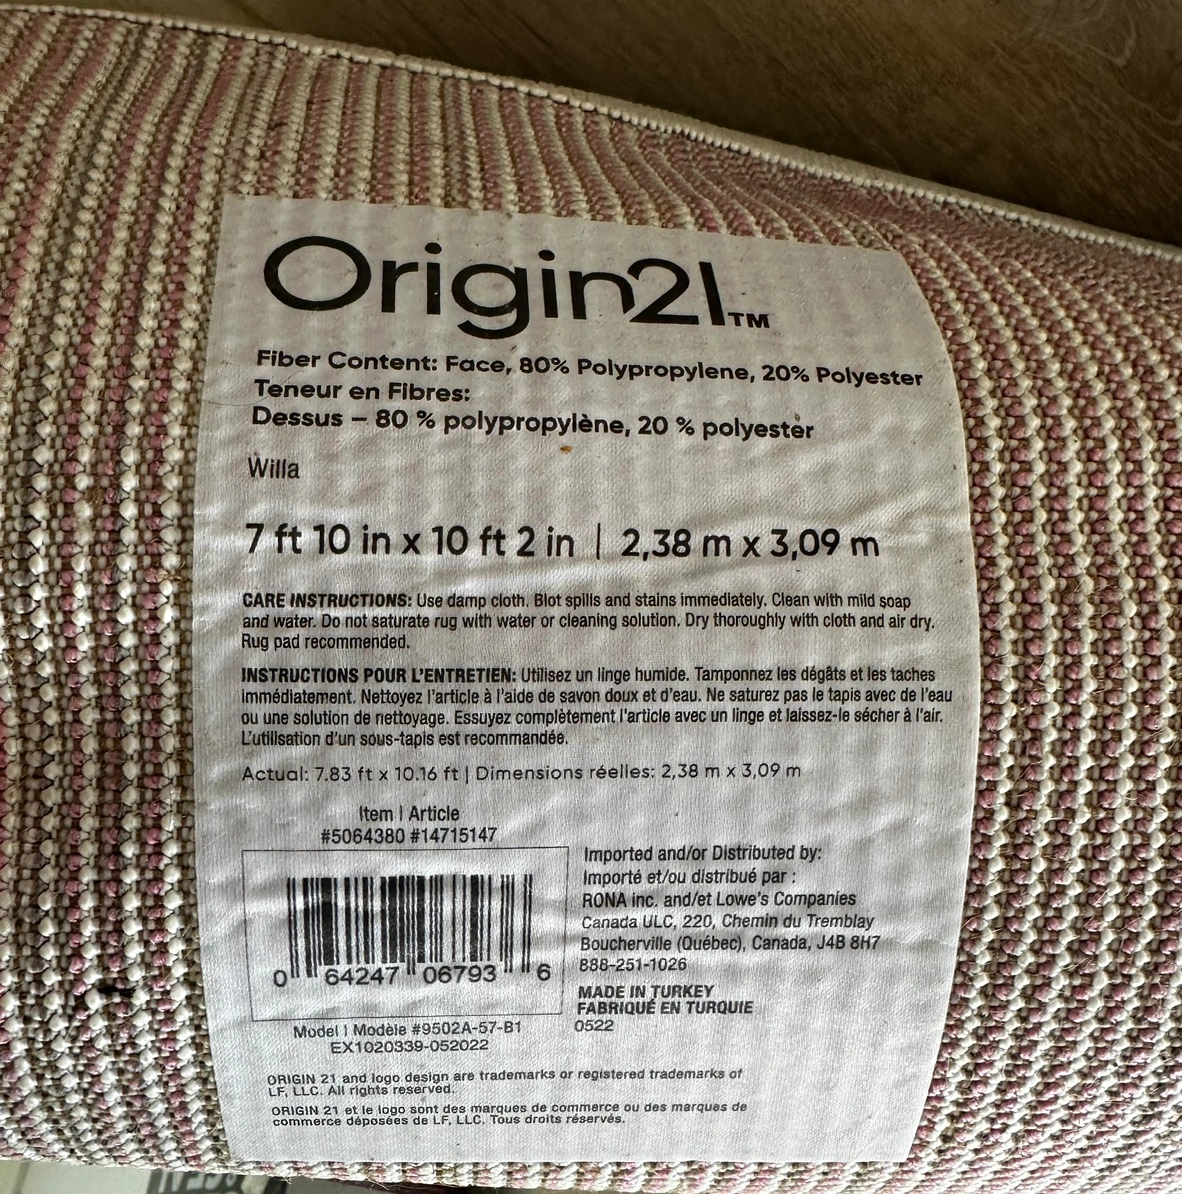 Origin21™
Fiber Content: Face, 80% Polypropylene, 20% Polyester
Teneur en Fibres:
Dessus – 80 % polypropylène, 20 % polyester
Willa
7 ft 10 in x 10 ft 2 in | 2,38 m x 3,09 m
CARE INSTRUCTIONS: Use damp cloth. Blot spills and stains immediately. Clean with mild soap
and water. Do not saturate rug with water or cleaning solution. Dry thoroughly with cloth and air dry.
Rug pad recommended.
INSTRUCTIONS POUR L'ENTRETIEN: Utilisez un linge humide. Tamponnez les dégâts et les taches
immédiatement. Nettoyez l'article à l'aide de savon doux et d'eau. Ne saturez pas le tapis avec de l'eau
ou une solution de nettoyage. Essuyez complètement l'article avec un linge et laissez-le sécher à l'air.
L'utilisation d'un sous-tapis est recommandée.
Actual: 7.83 ft x 10.16 ft | Dimensions réelles: 2,38 m x 3,09 m
Item | Article
#5064380 #14715147
0 64247 06793 6
Model | Modèle #9502A-57-B1
EX1020339-052022
Imported and/or Distributed by:
Importé et/ou distribué par :
RONA inc. and/et Lowe's Companies
Canada ULC, 220, Chemin du Tremblay
Boucherville (Québec), Canada, J4B 8H7
888-251-1026
MADE IN TURKEY
FABRIQUÉ EN TURQUIE
0522
ORIGIN 21 and logo design are trademarks or registered trademarks of
LF, LLC. All rights reserved.
ORIGIN 21 et le logo sont des marques de commerce ou des marques de
commerce déposées de LF, LLC. Tous droits réservés.